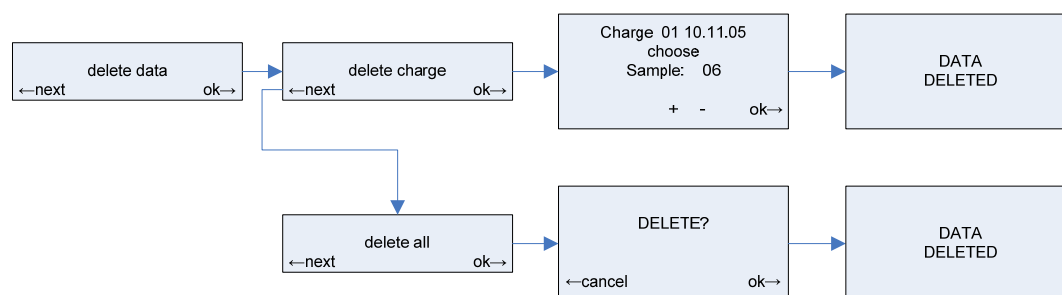 delete data
←next ok→
delete charge
←next ok→
Charge 01 10.11.05
choose
Sample: 06
+ - ok→
DATA
DELETED
delete all
←next ok→
DELETE?
←cancel ok→
DATA
DELETED